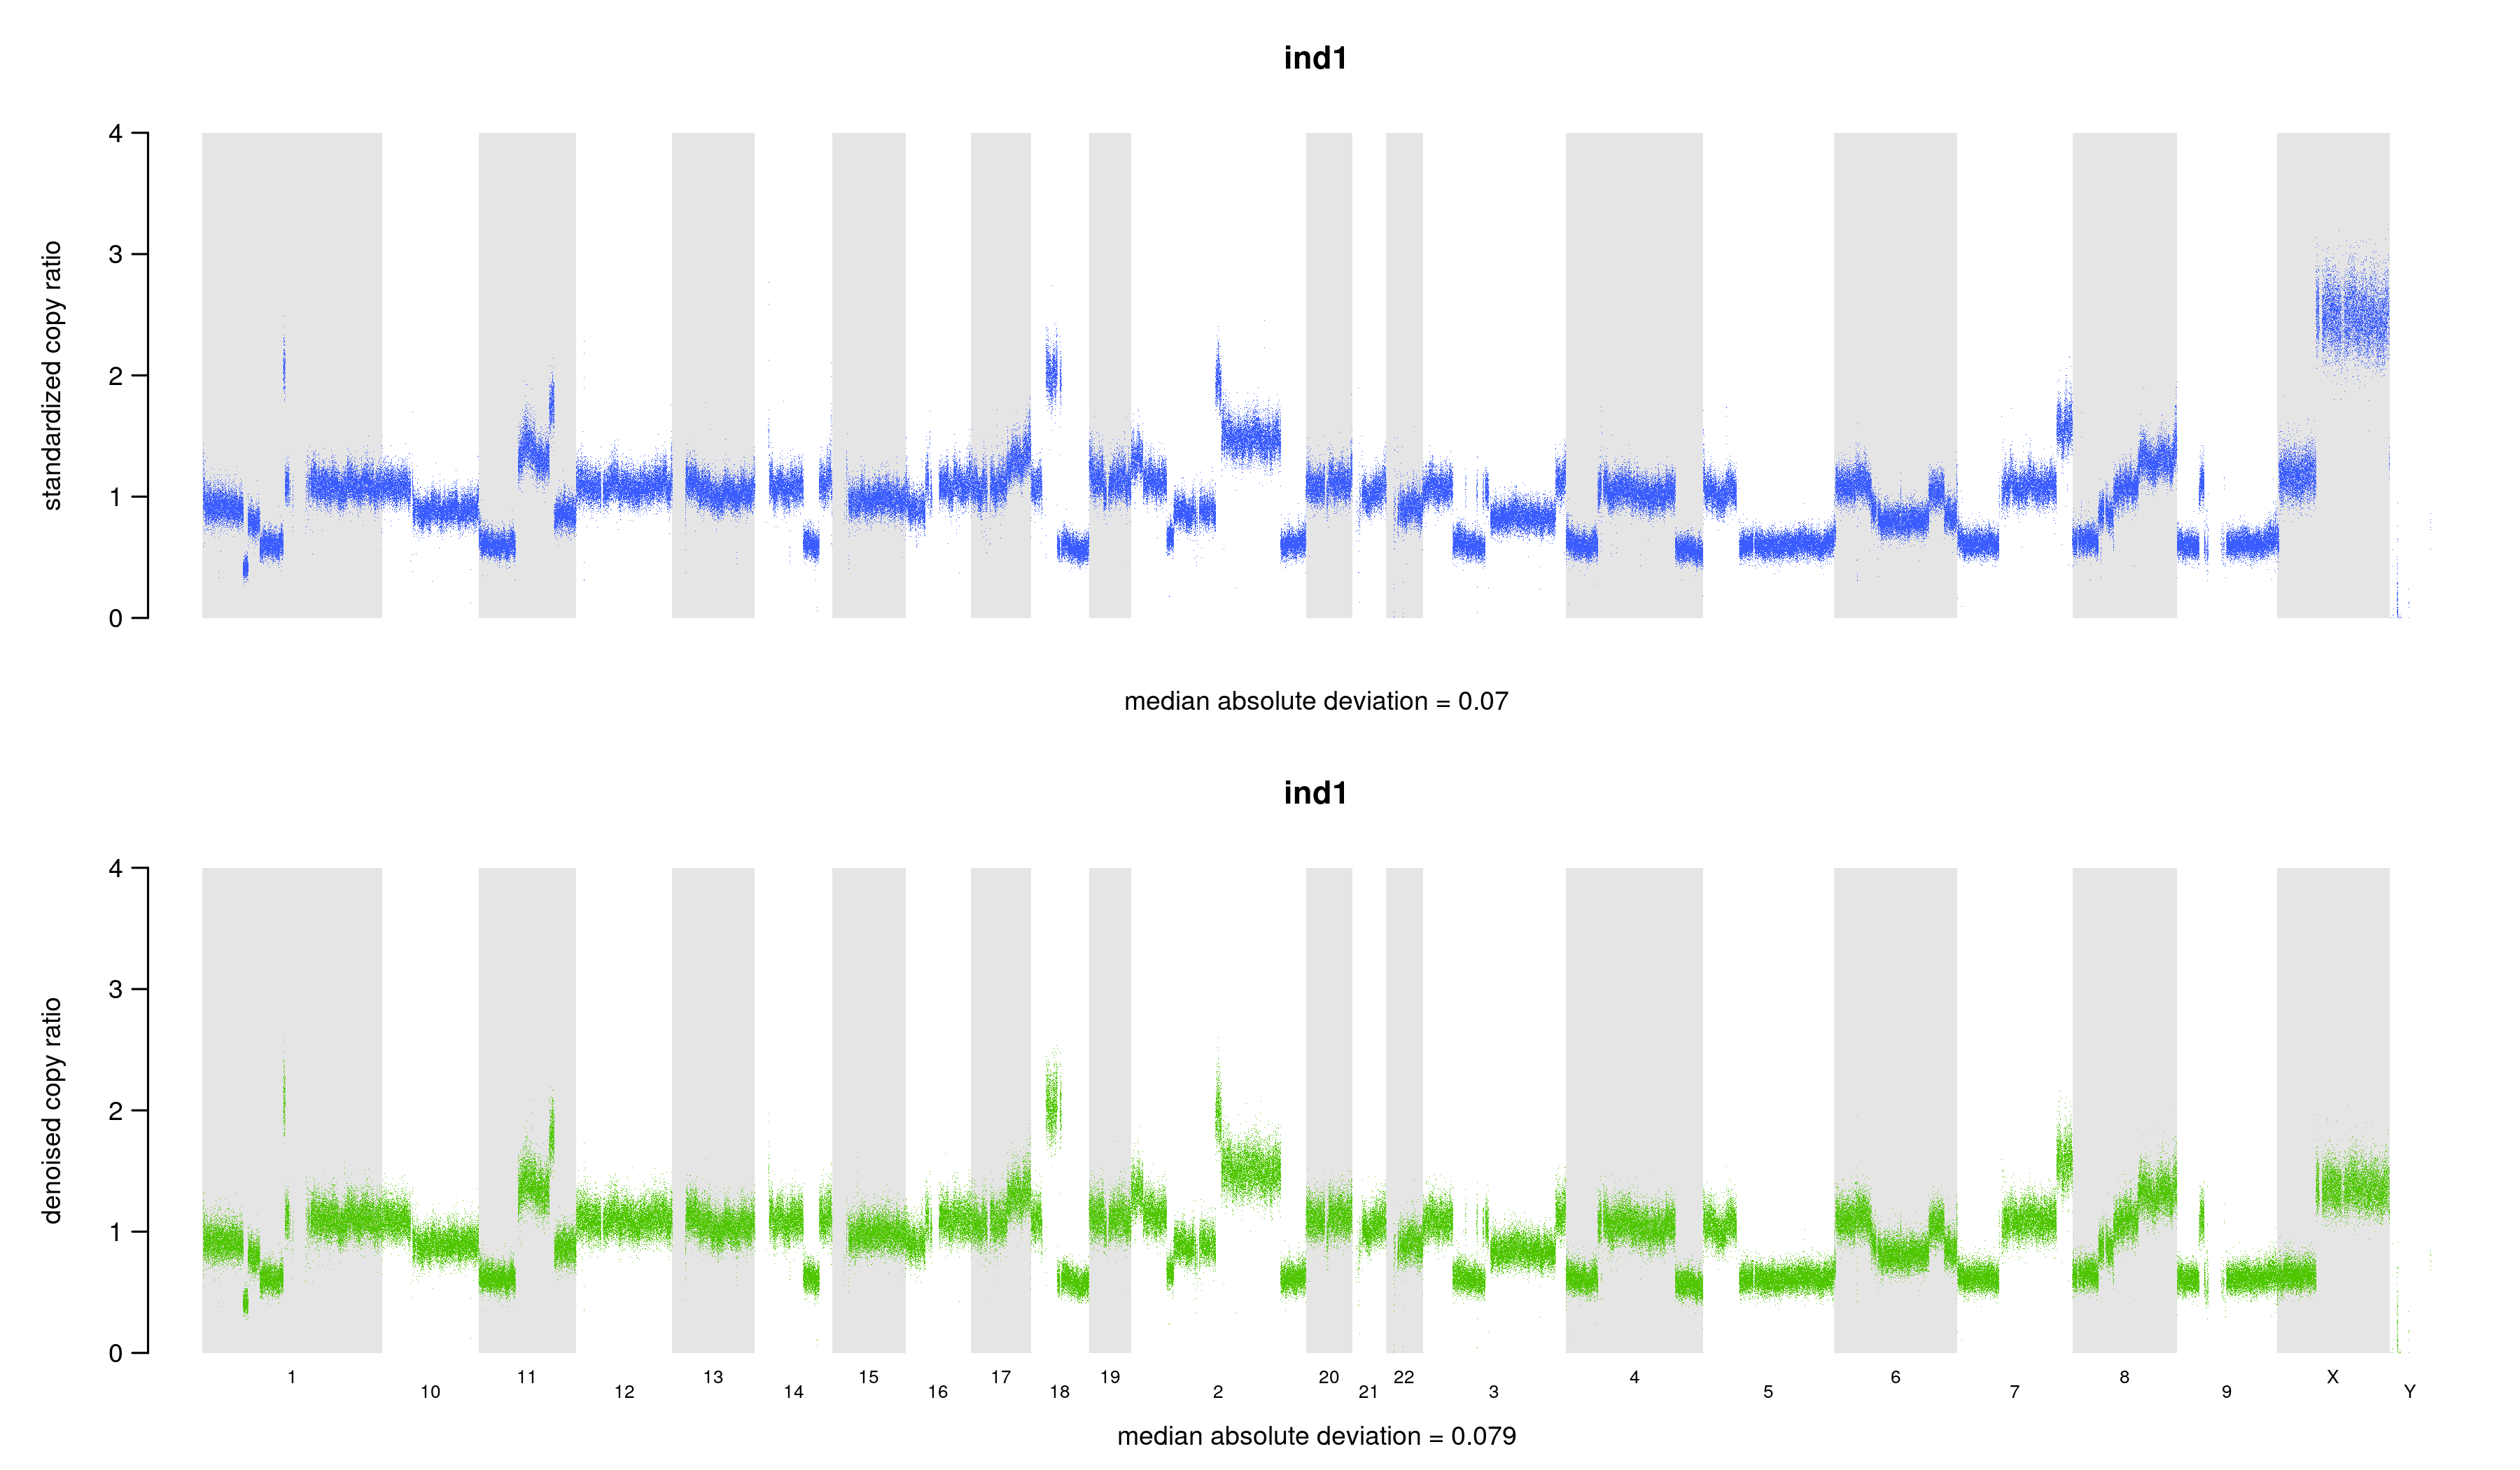 ind1
4
3
2
1
0
standardized copy ratio
median absolute deviation = 0.07
ind1
4
3
2
1
0
denoised copy ratio
1 10 11 12 13 14 15 16 17 18 19 2 20 21 22 3 4 5 6 7 8 9 X Y
median absolute deviation = 0.079